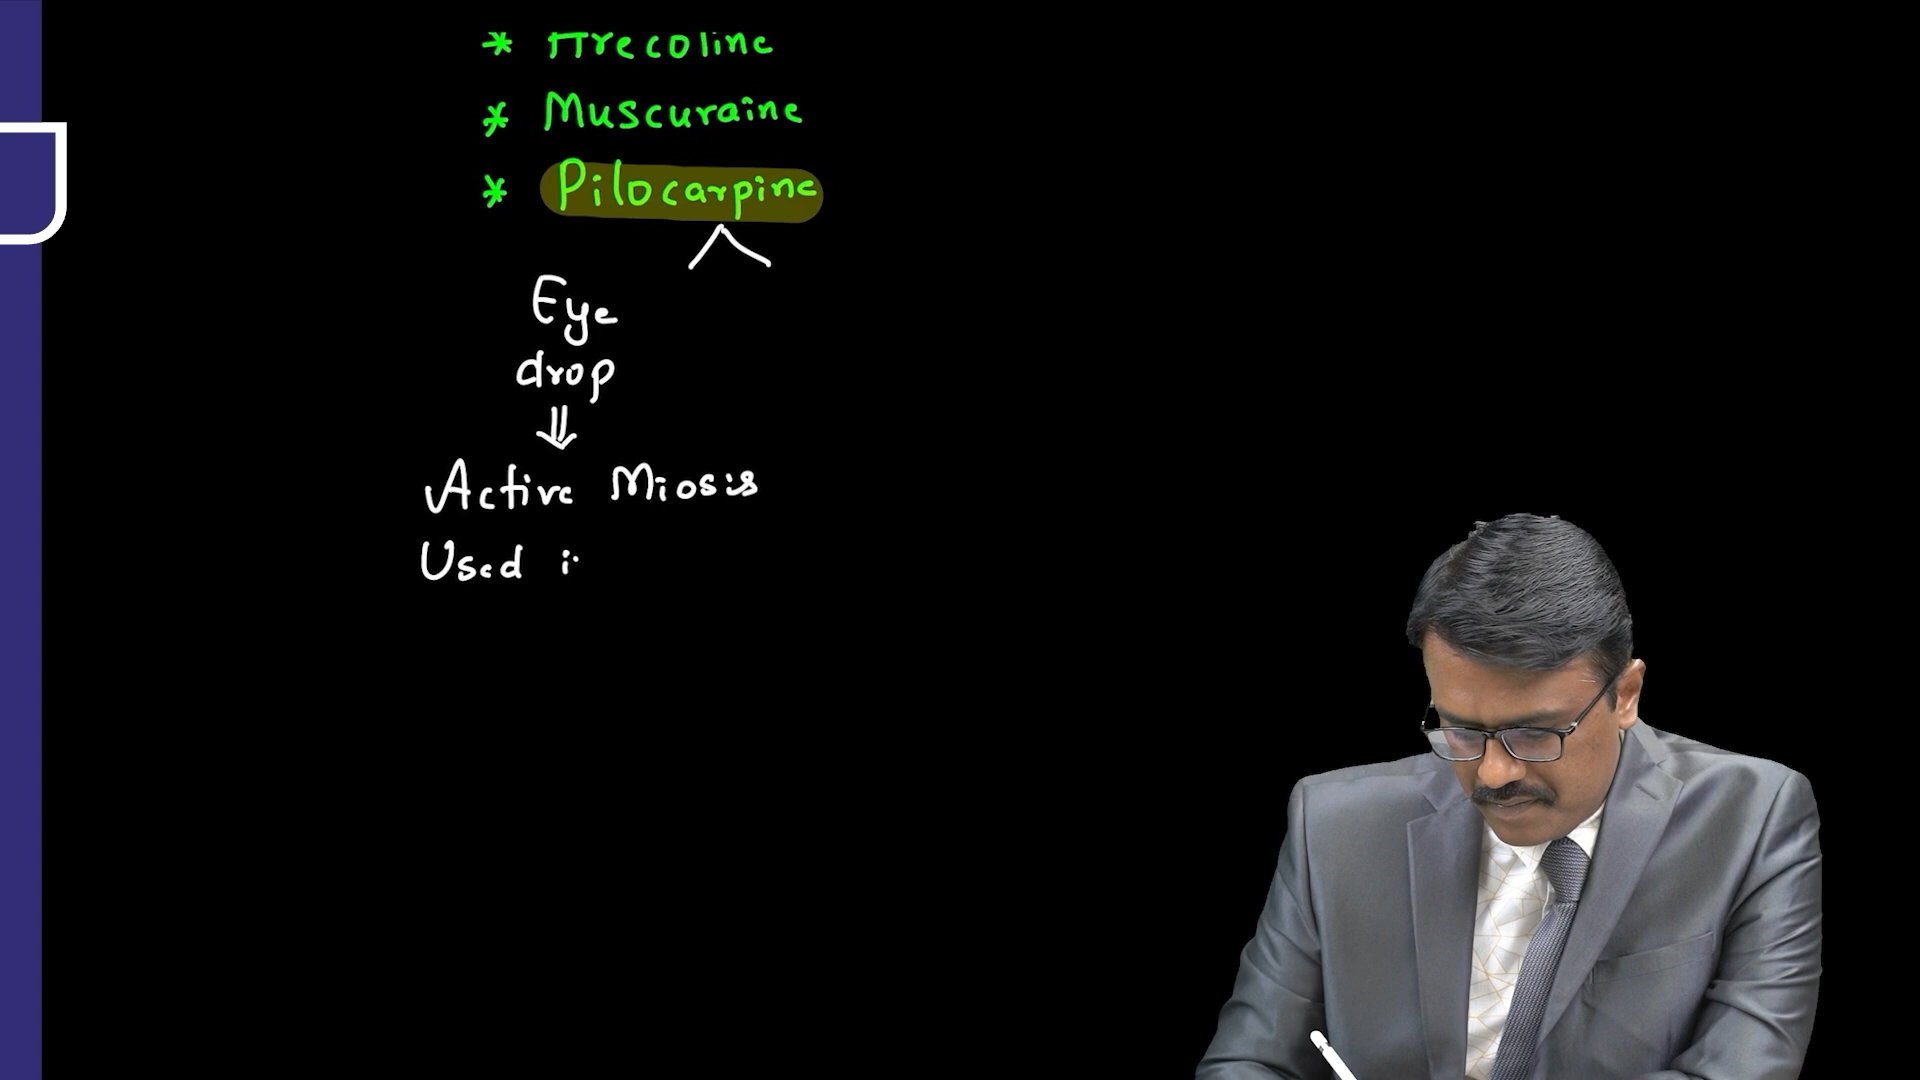 * Arecoline
* Muscuraine
* Pilocarpine
Eye
drop
⇓
Active Miosis
Used i